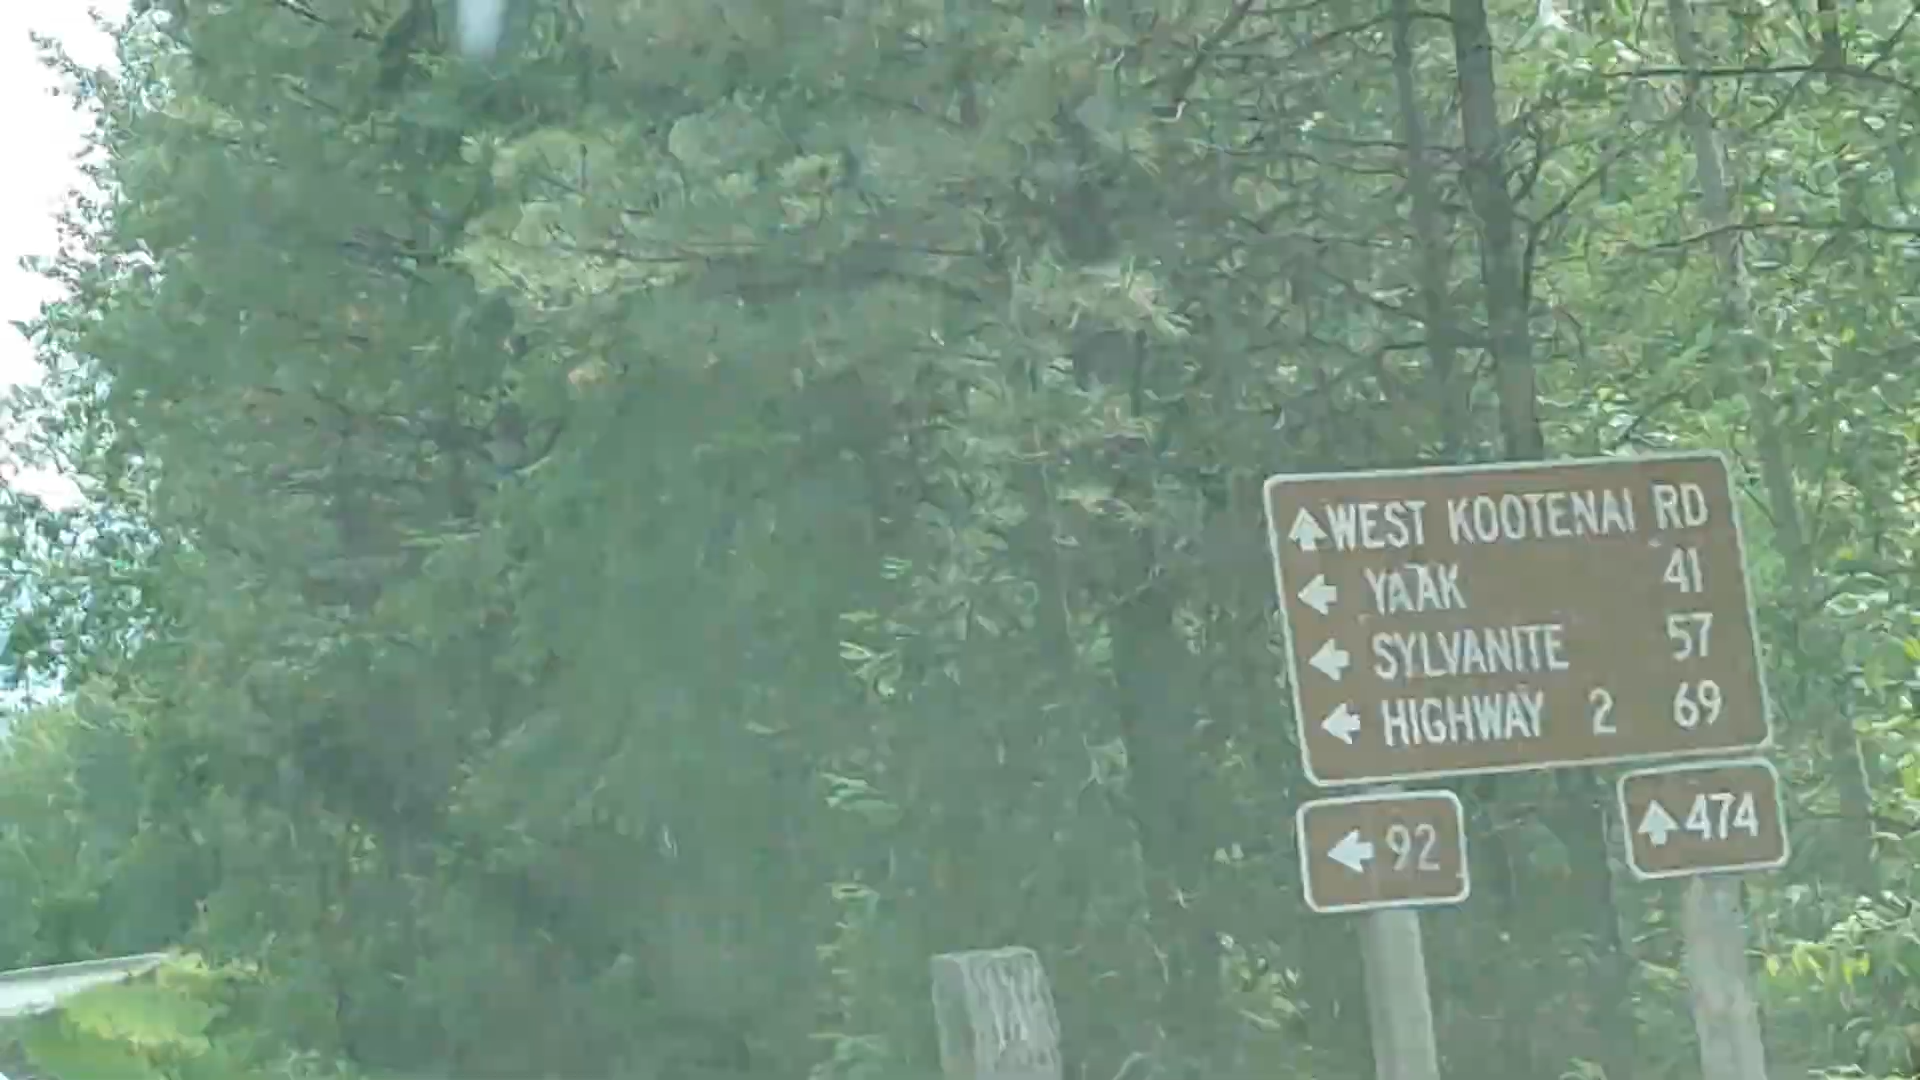 ↑ WEST KOOTENAI RD
← YAAK 41
← SYLVANITE 57
← HIGHWAY 2 69
← 92
↑ 474